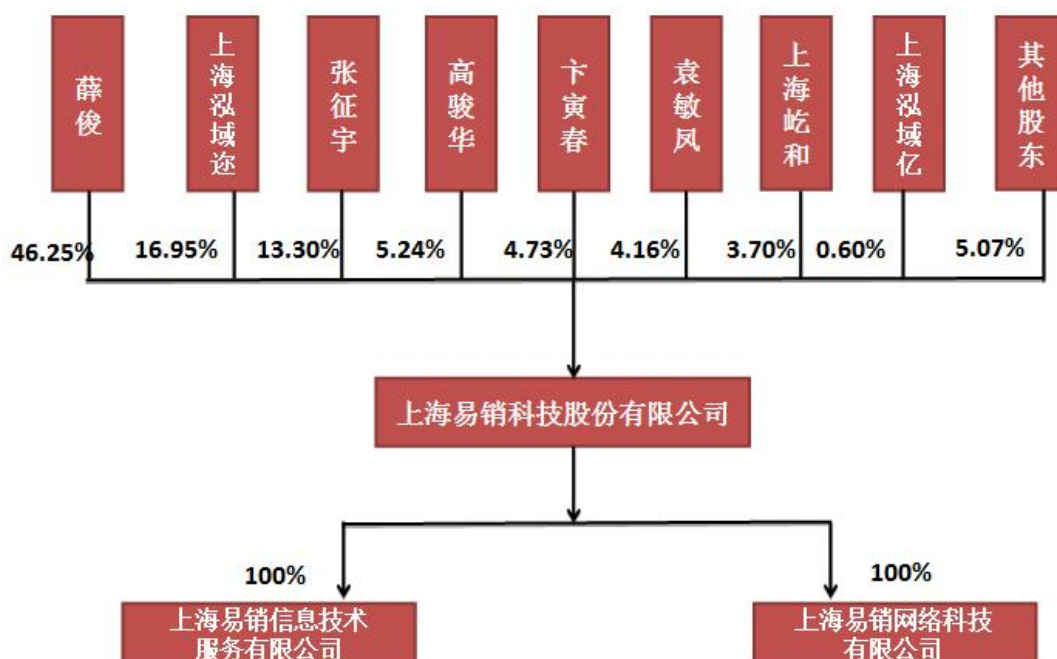 薛俊
上海泓域迩
张征宇
高骏华
卞寅春
袁敏凤
上海屹和
上海泓域亿
其他股东
46.25%
16.95%
13.30%
5.24%
4.73%
4.16%
3.70%
0.60%
5.07%
上海易销科技股份有限公司
100%
100%
上海易销信息技术
服务有限公司
上海易销网络科技
有限公司